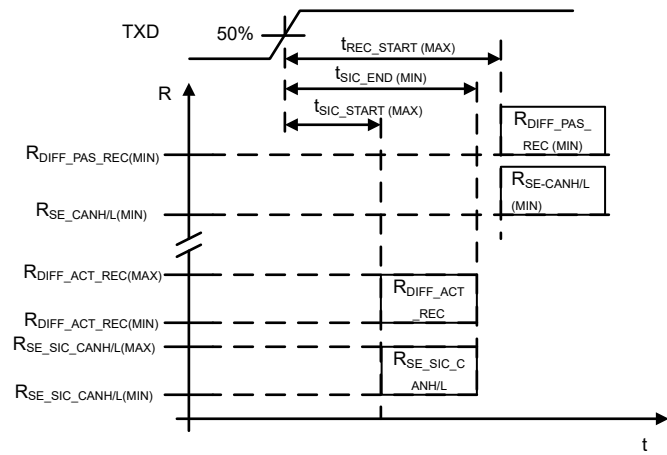 TXD
50%
tREC_START (MAX)
tSIC_END (MIN)
tSIC_START (MAX)
R
RDIFF_PAS_
REC (MIN)
RDIFF_PAS_REC(MIN)
RSE-CANH/L
(MIN)
RSE_CANH/L(MIN)
RDIFF_ACT_REC(MAX)
RDIFF_ACT
_REC
RDIFF_ACT_REC(MIN)
RSE_SIC_CANH/L(MAX)
RSE_SIC_C
ANH/L
RSE_SIC_CANH/L(MIN)
t